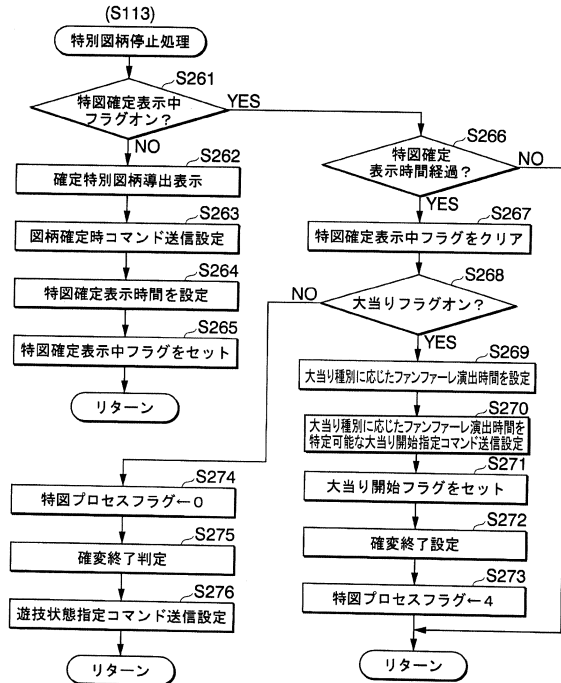 (S113)
特別図柄停止処理
S261
特図確定表示中
フラグオン?
YES
NO
S262
確定特別図柄導出表示
S263
図柄確定時コマンド送信設定
S264
特図確定表示時間を設定
S265
特図確定表示中フラグをセット
リターン
S266
特図確定
表示時間経過?
NO
YES
S267
特図確定表示中フラグをクリア
S268
大当りフラグオン?
NO
YES
S269
大当り種別に応じたファンファーレ演出時間を設定
S270
大当り種別に応じたファンファーレ演出時間を
特定可能な大当り開始指定コマンド送信設定
S271
大当り開始フラグをセット
S272
確変終了設定
S273
特図プロセスフラグ←4
リターン
S274
特図プロセスフラグ←0
S275
確変終了判定
S276
遊技状態指定コマンド送信設定
リターン